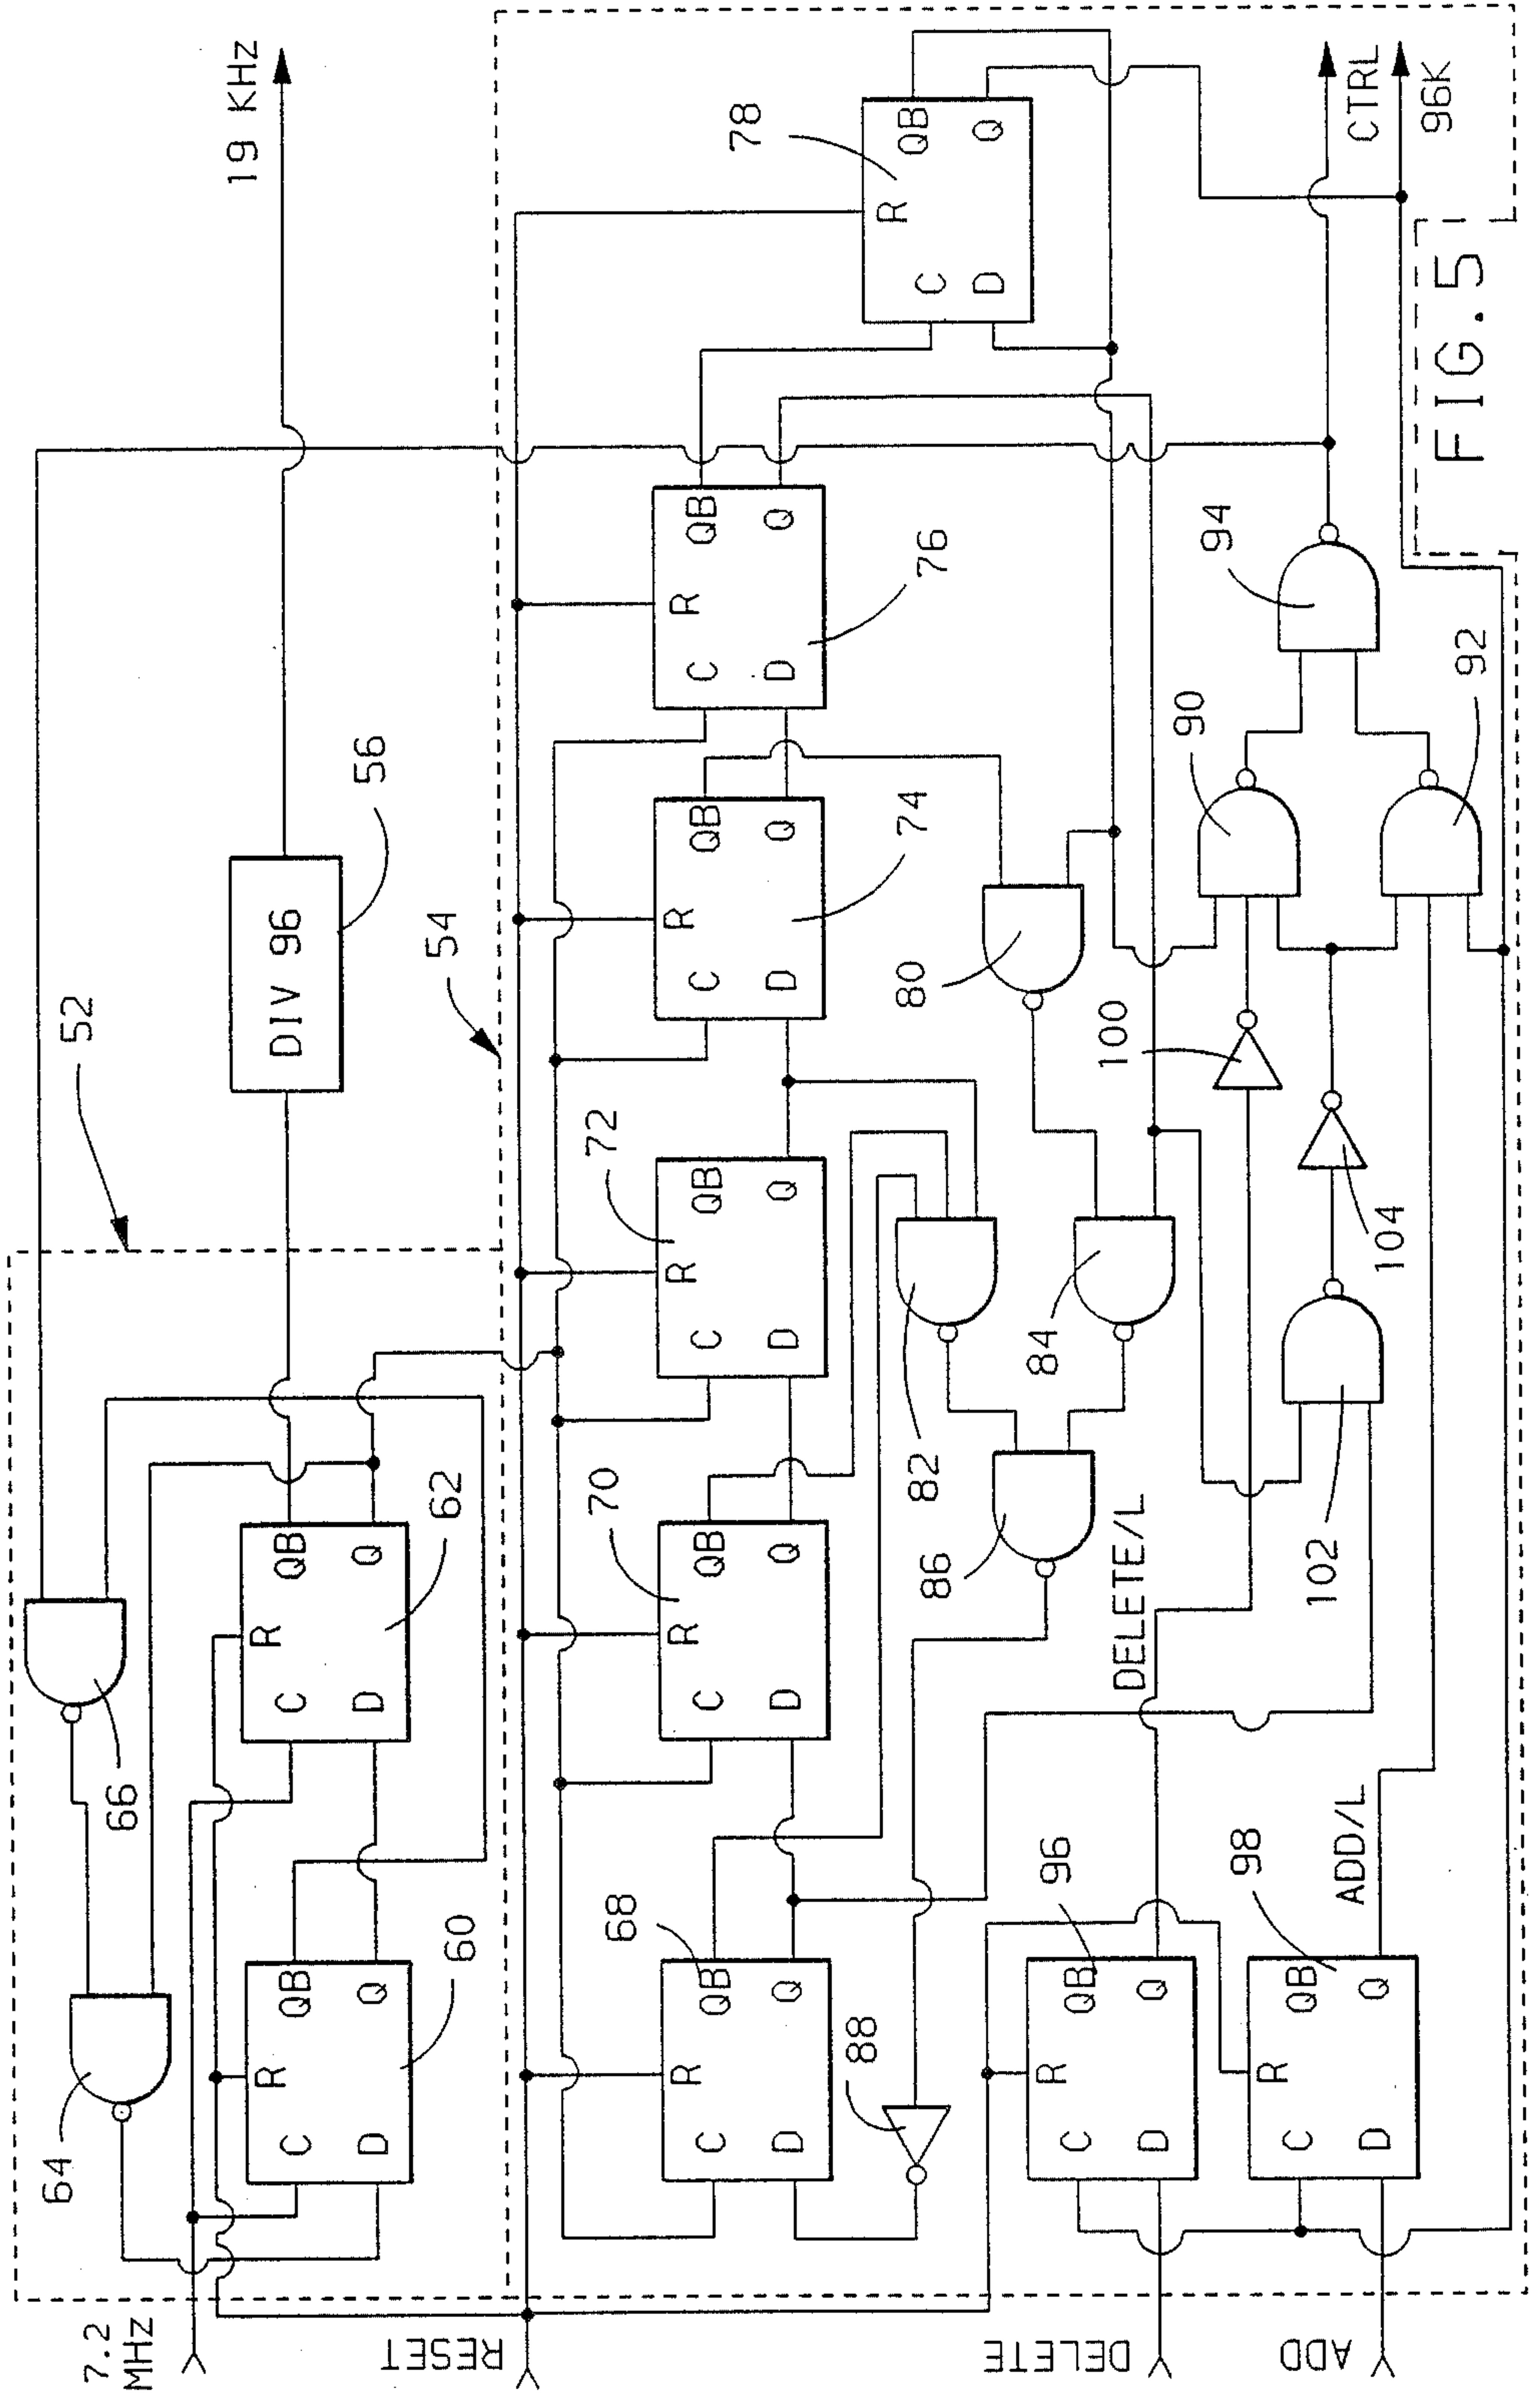 19 KHz
52
DIV 96
56
54
66
64
R
QB
C
Q
D
62
R
QB
C
Q
D
60
7.2
MHz
RESET
R
QB
C
Q
D
68
R
QB
C
Q
D
70
R
QB
C
Q
D
72
R
QB
C
Q
D
74
R
QB
C
Q
D
76
R
QB
C
Q
D
78
80
82
84
86
88
DELETE/L
90
92
94
100
102
104
QB
R
C
Q
D
96
QB
R
C
Q
D
98
ADD/L
DELETE
ADD
CTRL
96K
FIG.5